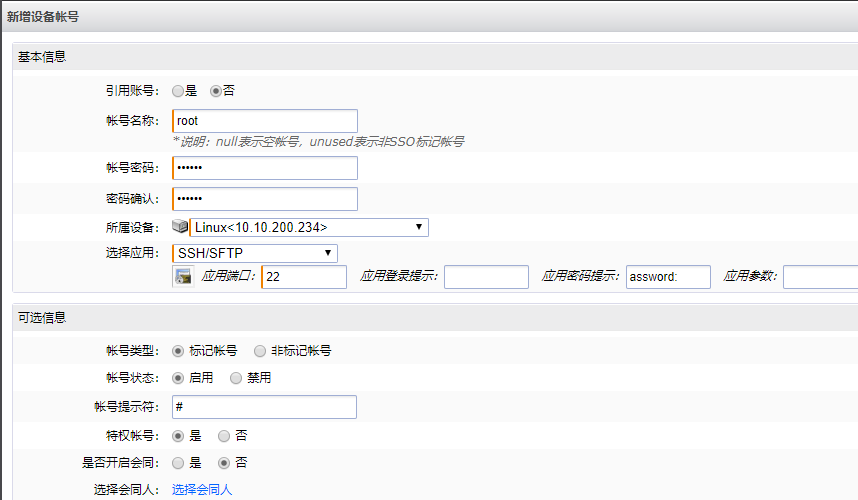 新增设备帐号
基本信息
引用账号: 是 否
帐号名称: root
*说明：null表示空帐号，unused表示非SSO标记帐号
帐号密码: ••••••
密码确认: ••••••
所属设备: Linux<10.10.200.234>
选择应用: SSH/SFTP
应用端口: 22 应用登录提示: 应用密码提示: assword: 应用参数:
可选信息
帐号类型: 标记帐号 非标记帐号
帐号状态: 启用 禁用
帐号提示符: #
特权帐号: 是 否
是否开启会同: 是 否
选择会同人: 选择会同人